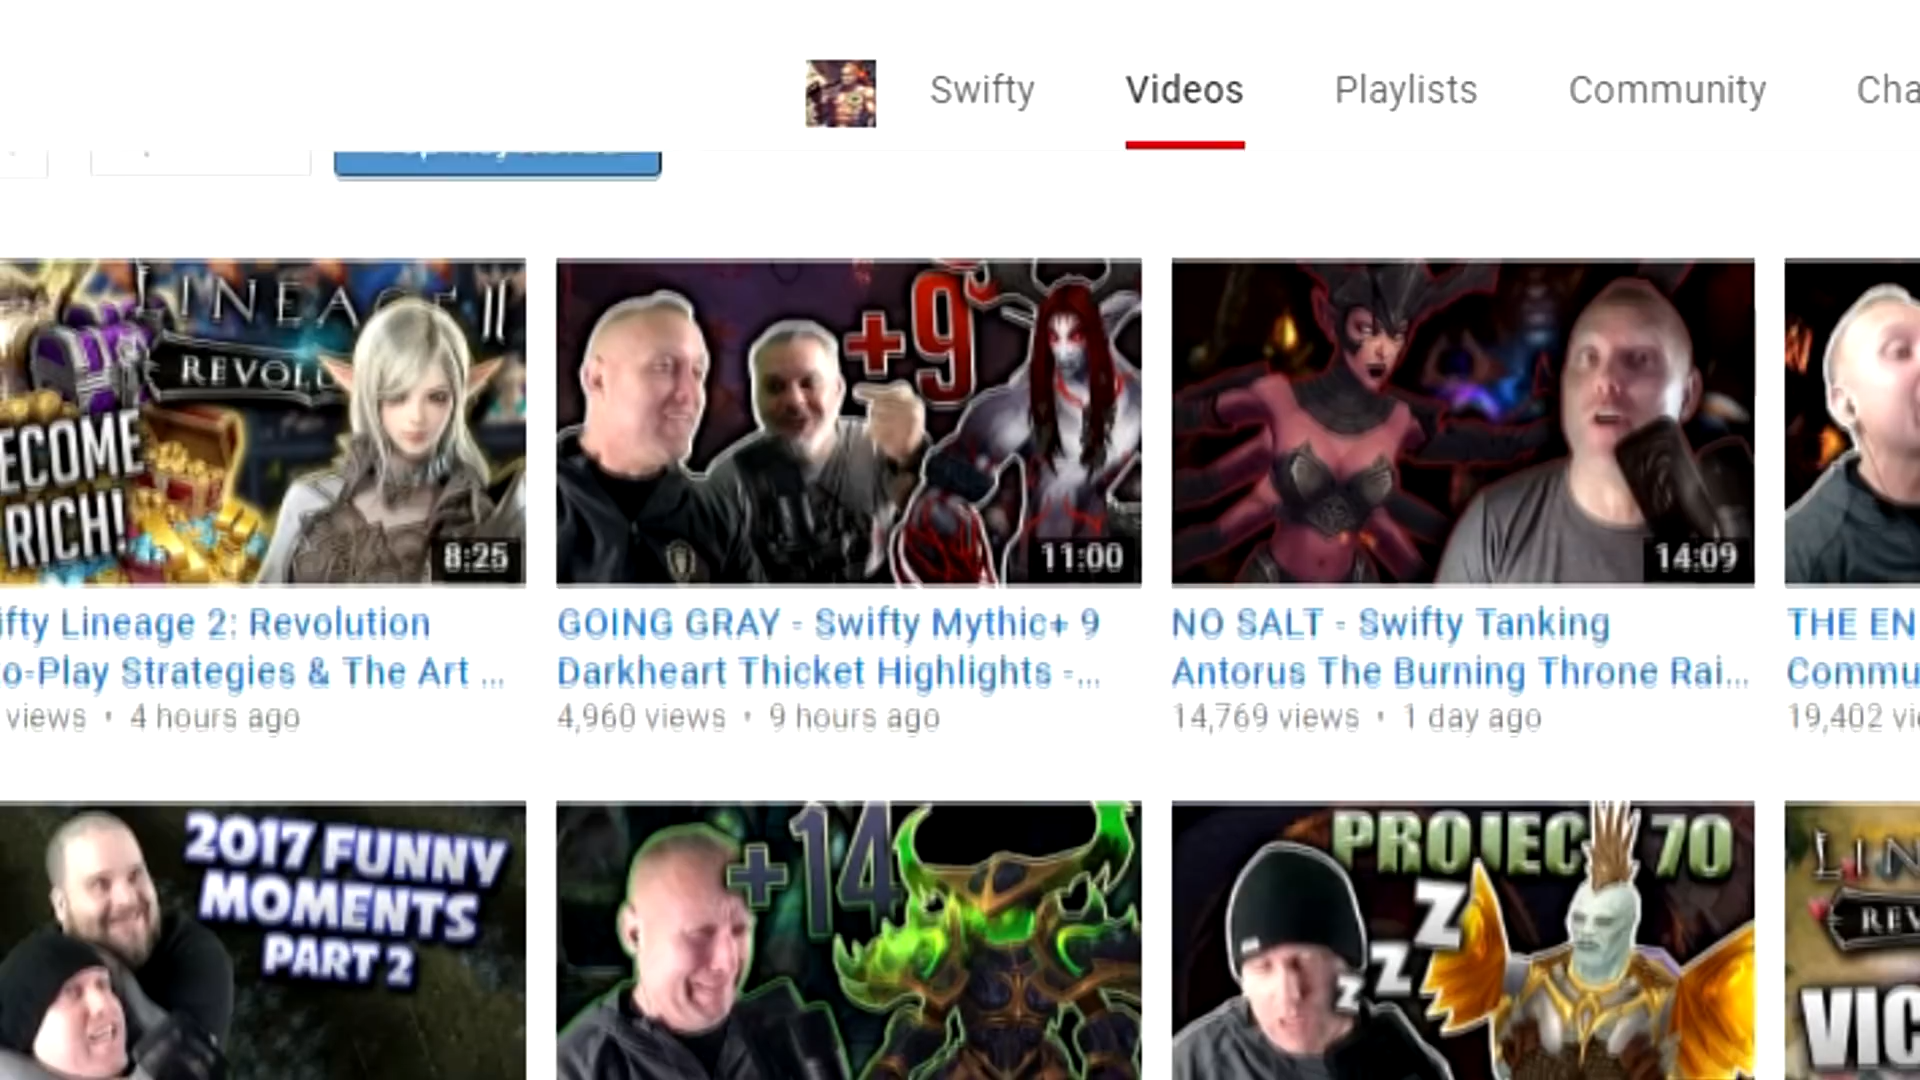 Swifty Videos Playlists Community Cha
LINEAGE II
REVOL
ECOME
RICH!
8:25
+9
11:00
14:09
ifty Lineage 2: Revolution
o-Play Strategies & The Art ...
views • 4 hours ago
GOING GRAY - Swifty Mythic+ 9
Darkheart Thicket Highlights -...
4,960 views • 9 hours ago
NO SALT - Swifty Tanking
Antorus The Burning Throne Rai...
14,769 views • 1 day ago
THE EN
Commu
19,402 vie
2017 FUNNY
MOMENTS
PART 2
+14
PROJEC 70
z z Z
LIN
REV
VIC